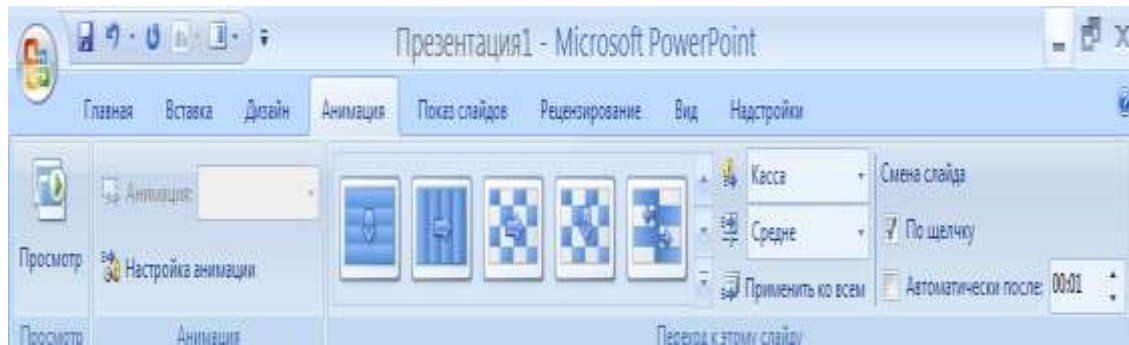 Презентация1 - Microsoft PowerPoint
Главная Вставка Дизайн Анимация Показ слайдов Рецензирование Вид Надстройки
Анимация: Касса Смена слайда
Просмотр Настройка анимации Средне По щелчку
Применить ко всем Автоматически после: 00:01
Просмотр Анимация Переход к этому слайду